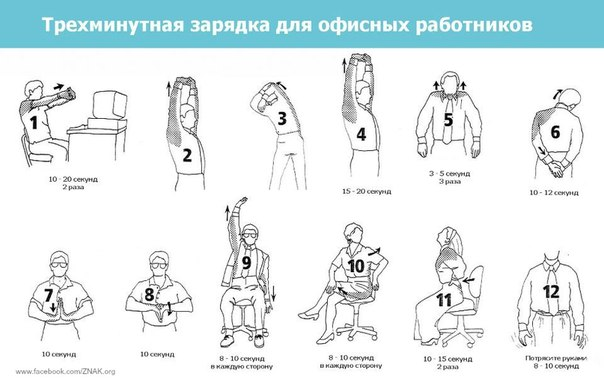 Трехминутная зарядка для офисных работников
1
10 - 20 секунд
2 раза
2
3
4
15 - 20 секунд
5
3 - 5 секунд
3 раза
6
10 - 12 секунд
7
10 секунд
8
10 секунд
9
8 - 10 секунд
в каждую сторону
10
8 - 10 секунд
в каждую сторону
11
10 - 15 секунд
2 раза
12
Потрясите руками
8 - 10 секунд
www.facebook.com/ZNAK.org